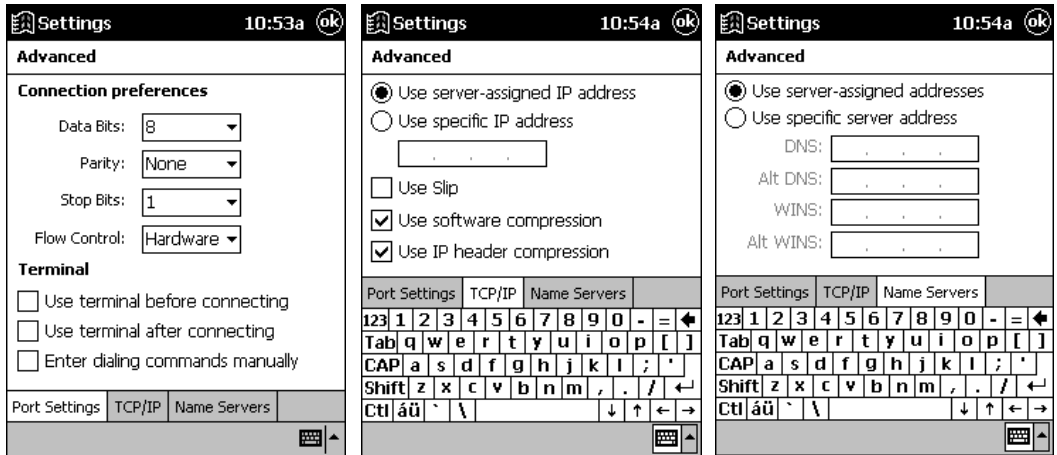 Settings 10:53a ok
Advanced
Connection preferences
Data Bits: 8
Parity: None
Stop Bits: 1
Flow Control: Hardware
Terminal
Use terminal before connecting
Use terminal after connecting
Enter dialing commands manually
Port Settings TCP/IP Name Servers
Settings 10:54a ok
Advanced
Use server-assigned IP address
Use specific IP address
. . .
Use Slip
Use software compression
Use IP header compression
Port Settings TCP/IP Name Servers
123 1 2 3 4 5 6 7 8 9 0 - = 🡸
Tab q w e r t y u i o p [ ]
CAP a s d f g h j k l ; '
Shift z x c v b n m , . / ↵
Ctl áü ` \ ↓ ↑ ← →
Settings 10:54a ok
Advanced
Use server-assigned addresses
Use specific server address
DNS: . . .
Alt DNS: . . .
WINS: . . .
Alt WINS: . . .
Port Settings TCP/IP Name Servers
123 1 2 3 4 5 6 7 8 9 0 - = 🡸
Tab q w e r t y u i o p [ ]
CAP a s d f g h j k l ; '
Shift z x c v b n m , . / ↵
Ctl áü ` \ ↓ ↑ ← →